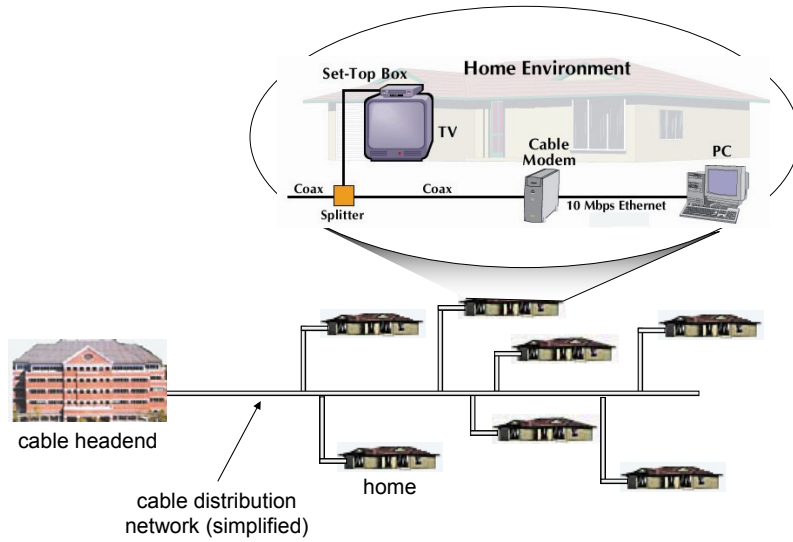 Home Environment
Set-Top Box
TV
Cable
Modem
PC
Coax
Coax
Splitter
10 Mbps Ethernet
cable headend
home
cable distribution
network (simplified)